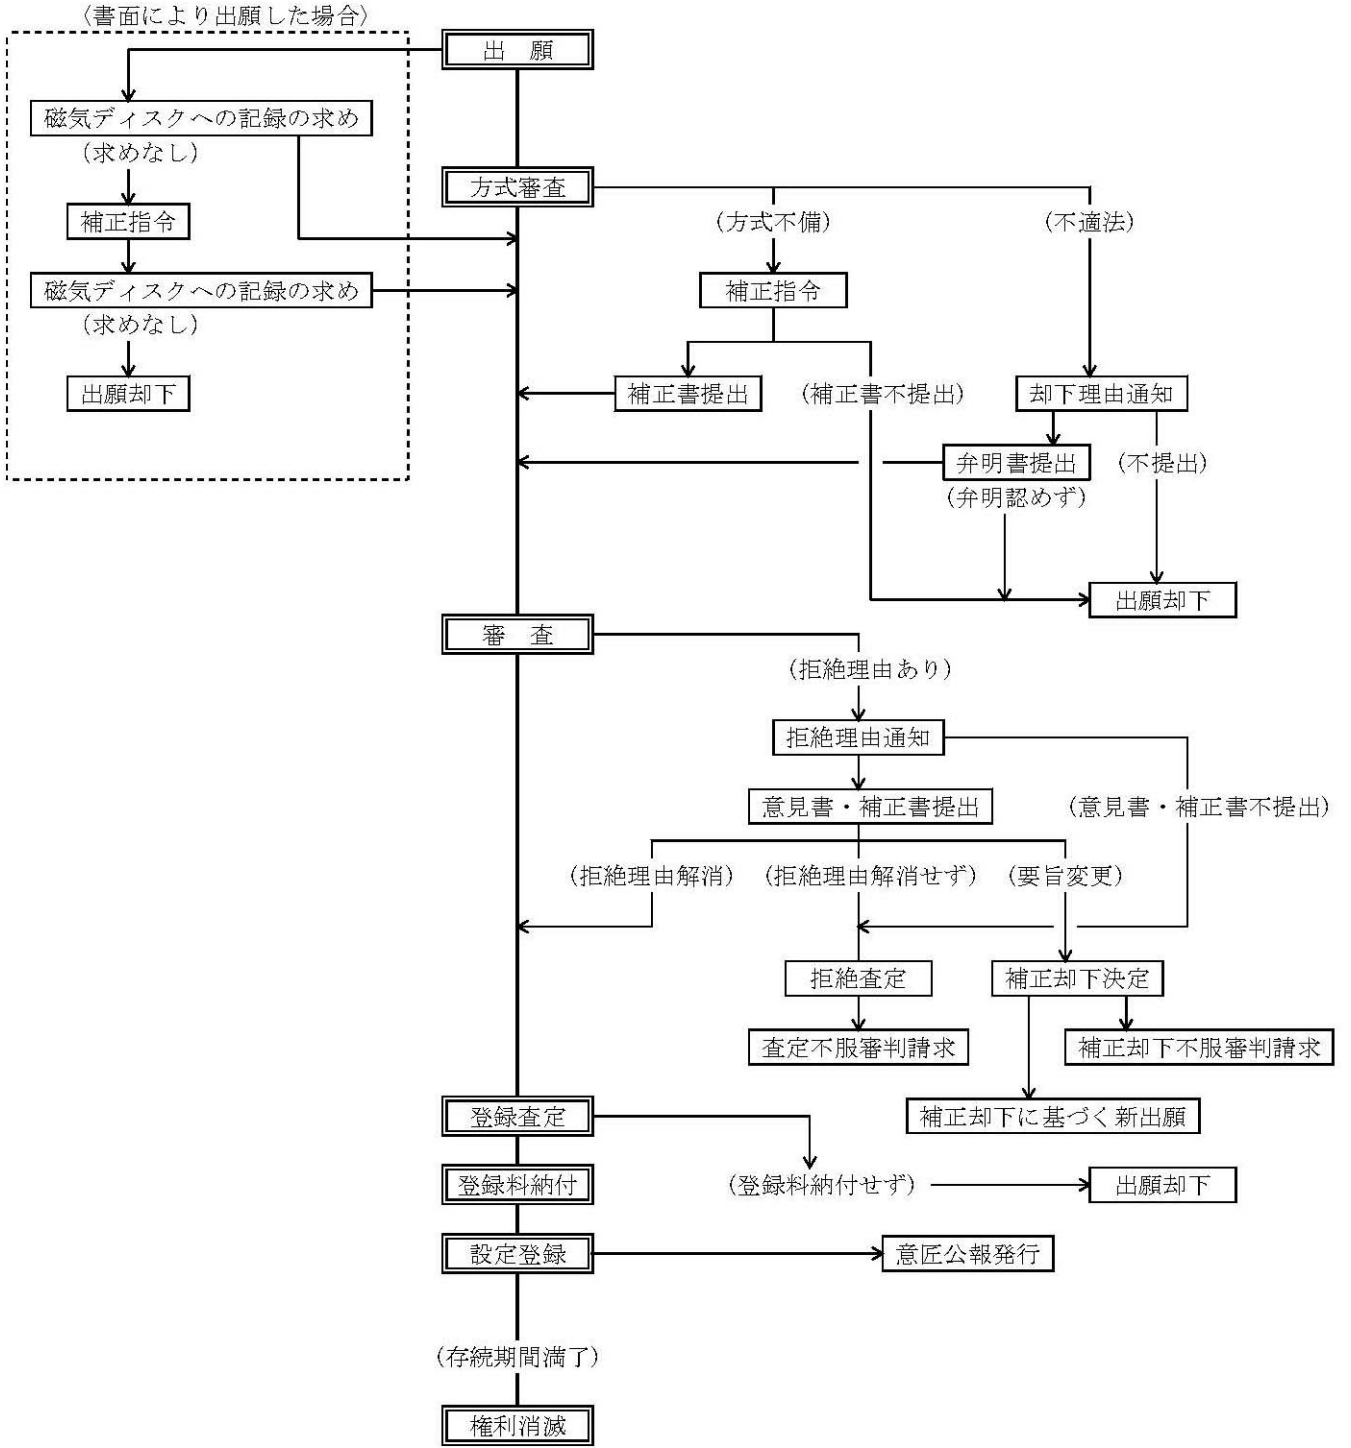 〈書面により出願した場合〉
出　願
磁気ディスクへの記録の求め
(求めなし)
補正指令
磁気ディスクへの記録の求め
(求めなし)
出願却下
方式審査
(方式不備)
(不適法)
補正指令
補正書提出
(補正書不提出)
却下理由通知
弁明書提出
(不提出)
(弁明認めず)
出願却下
審　査
(拒絶理由あり)
拒絶理由通知
意見書・補正書提出
(意見書・補正書不提出)
(拒絶理由解消)
(拒絶理由解消せず)
(要旨変更)
拒絶査定
補正却下決定
査定不服審判請求
補正却下不服審判請求
補正却下に基づく新出願
登録査定
登録料納付
(登録料納付せず)
出願却下
設定登録
意匠公報発行
(存続期間満了)
権利消滅